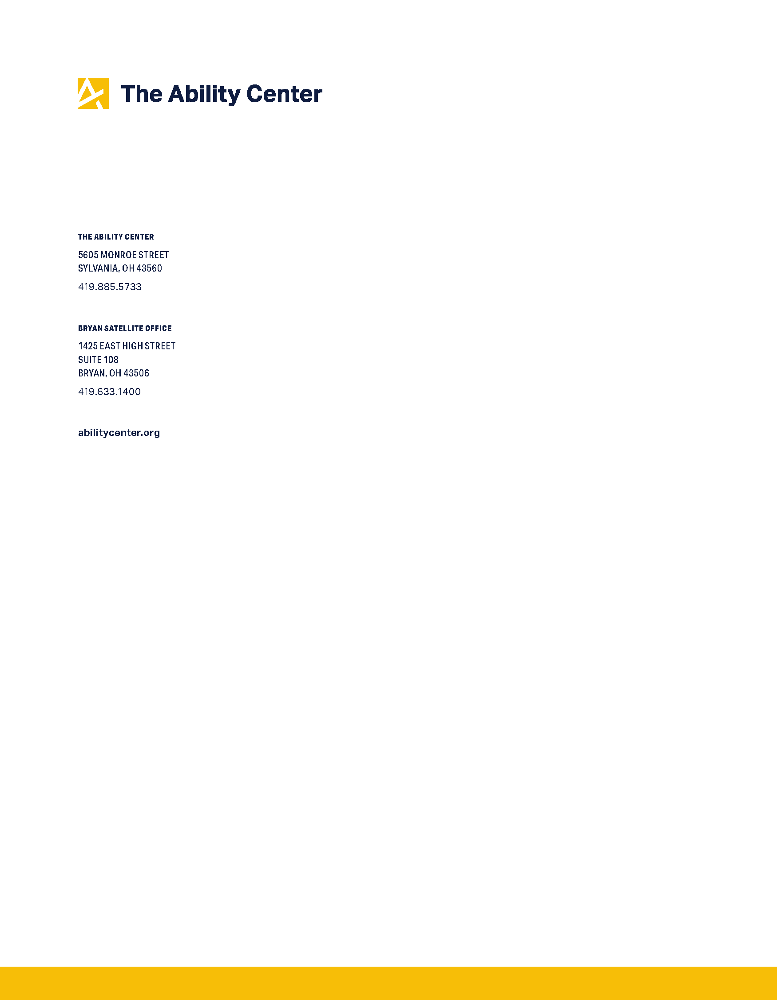 The Ability Center
THE ABILITY CENTER
5605 MONROE STREET
SYLVANIA, OH 43560
419.885.5733
BRYAN SATELLITE OFFICE
1425 EAST HIGH STREET
SUITE 108
BRYAN, OH 43506
419.633.1400
abilitycenter.org